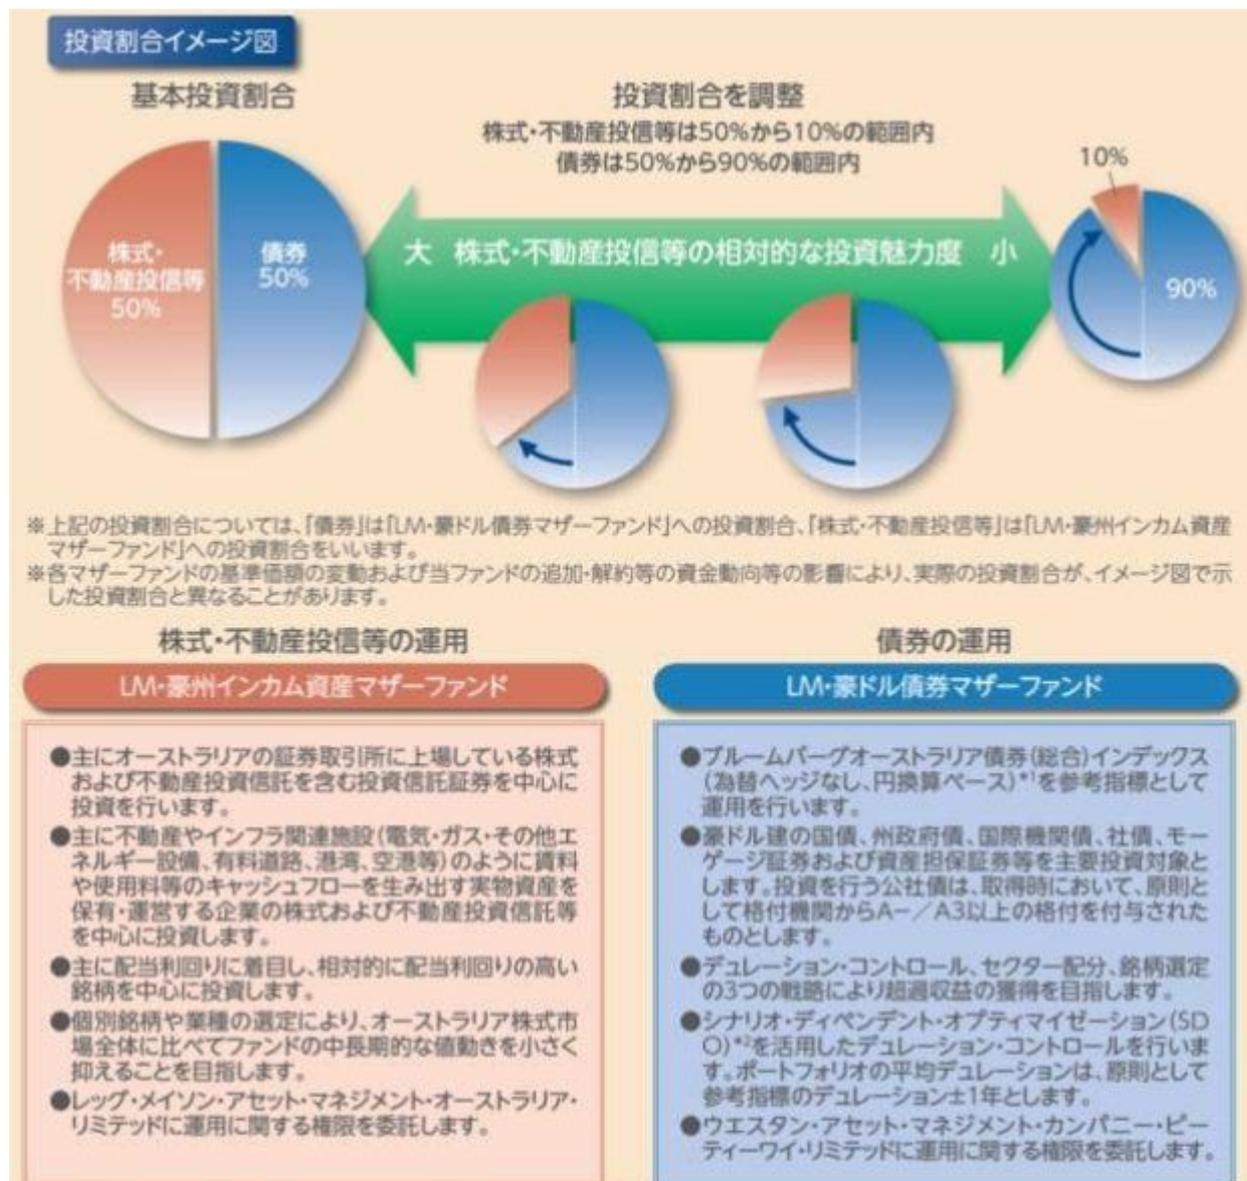 投資割合イメージ図
基本投資割合
投資割合を調整
株式・不動産投信等は50%から10%の範囲内
債券は50%から90%の範囲内
株式・
不動産投信等
50%
債券
50%
大 株式・不動産投信等の相対的な投資魅力度 小
10%
90%
※上記の投資割合については、「債券」は「LM・豪ドル債券マザーファンド」への投資割合、「株式・不動産投信等」は「LM・豪州インカム資産
マザーファンド」への投資割合をいいます。
※各マザーファンドの基準価額の変動および当ファンドの追加・解約等の資金動向等の影響により、実際の投資割合が、イメージ図で示
した投資割合と異なることがあります。
株式・不動産投信等の運用
LM・豪州インカム資産マザーファンド
●主にオーストラリアの証券取引所に上場している株式
および不動産投資信託を含む投資信託証券を中心に
投資を行います。
●主に不動産やインフラ関連施設(電気・ガス・その他エ
ネルギー設備、有料道路、港湾、空港等)のように賃料
や使用料等のキャッシュフローを生み出す実物資産を
保有・運営する企業の株式および不動産投資信託等
を中心に投資します。
●主に配当利回りに着目し、相対的に配当利回りの高い
銘柄を中心に投資します。
●個別銘柄や業種の選定により、オーストラリア株式市
場全体に比べてファンドの中長期的な値動きを小さく
抑えることを目指します。
●レッグ・メイソン・アセット・マネジメント・オーストラリア・
リミテッドに運用に関する権限を委託します。
債券の運用
LM・豪ドル債券マザーファンド
●ブルームバーグオーストラリア債券(総合)インデックス
(為替ヘッジなし、円換算ベース)*1を参考指標として
運用を行います。
●豪ドル建の国債、州政府債、国際機関債、社債、モー
ゲージ証券および資産担保証券等を主要投資対象と
します。投資を行う公社債は、取得時において、原則と
して格付機関からA-/A3以上の格付を付与された
ものとします。
●デュレーション・コントロール、セクター配分、銘柄選定
の3つの戦略により超過収益の獲得を目指します。
●シナリオ・ディペンデント・オプティマイゼーション(SD
O)*2を活用したデュレーション・コントロールを行いま
す。ポートフォリオの平均デュレーションは、原則として
参考指標のデュレーション±1年とします。
●ウエスタン・アセット・マネジメント・カンパニー・ピー
ティーワイ・リミテッドに運用に関する権限を委託します。